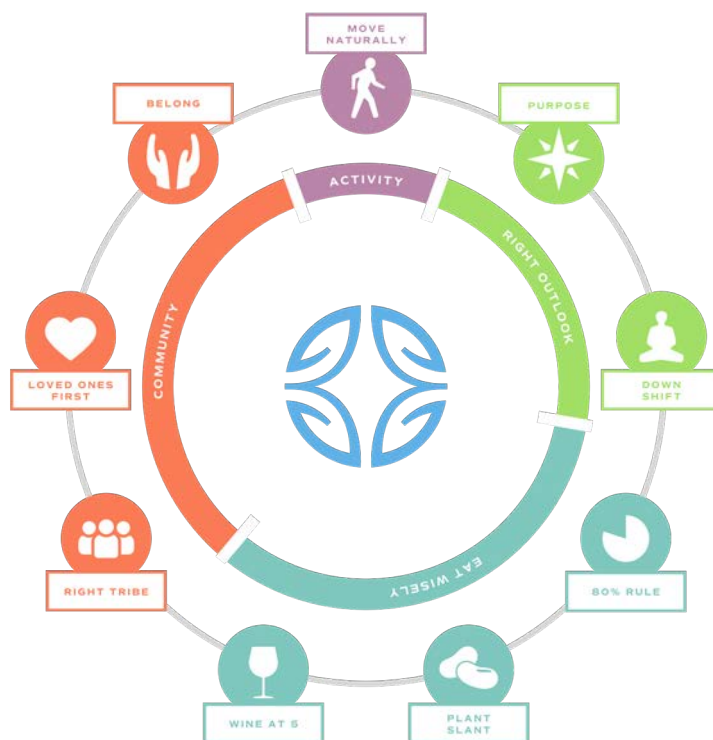 MOVE
NATURALLY
BELONG
PURPOSE
ACTIVITY
RIGHT OUTLOOK
COMMUNITY
LOVED ONES
FIRST
DOWN
SHIFT
EAT WISELY
RIGHT TRIBE
80% RULE
WINE AT 5
PLANT
SLANT